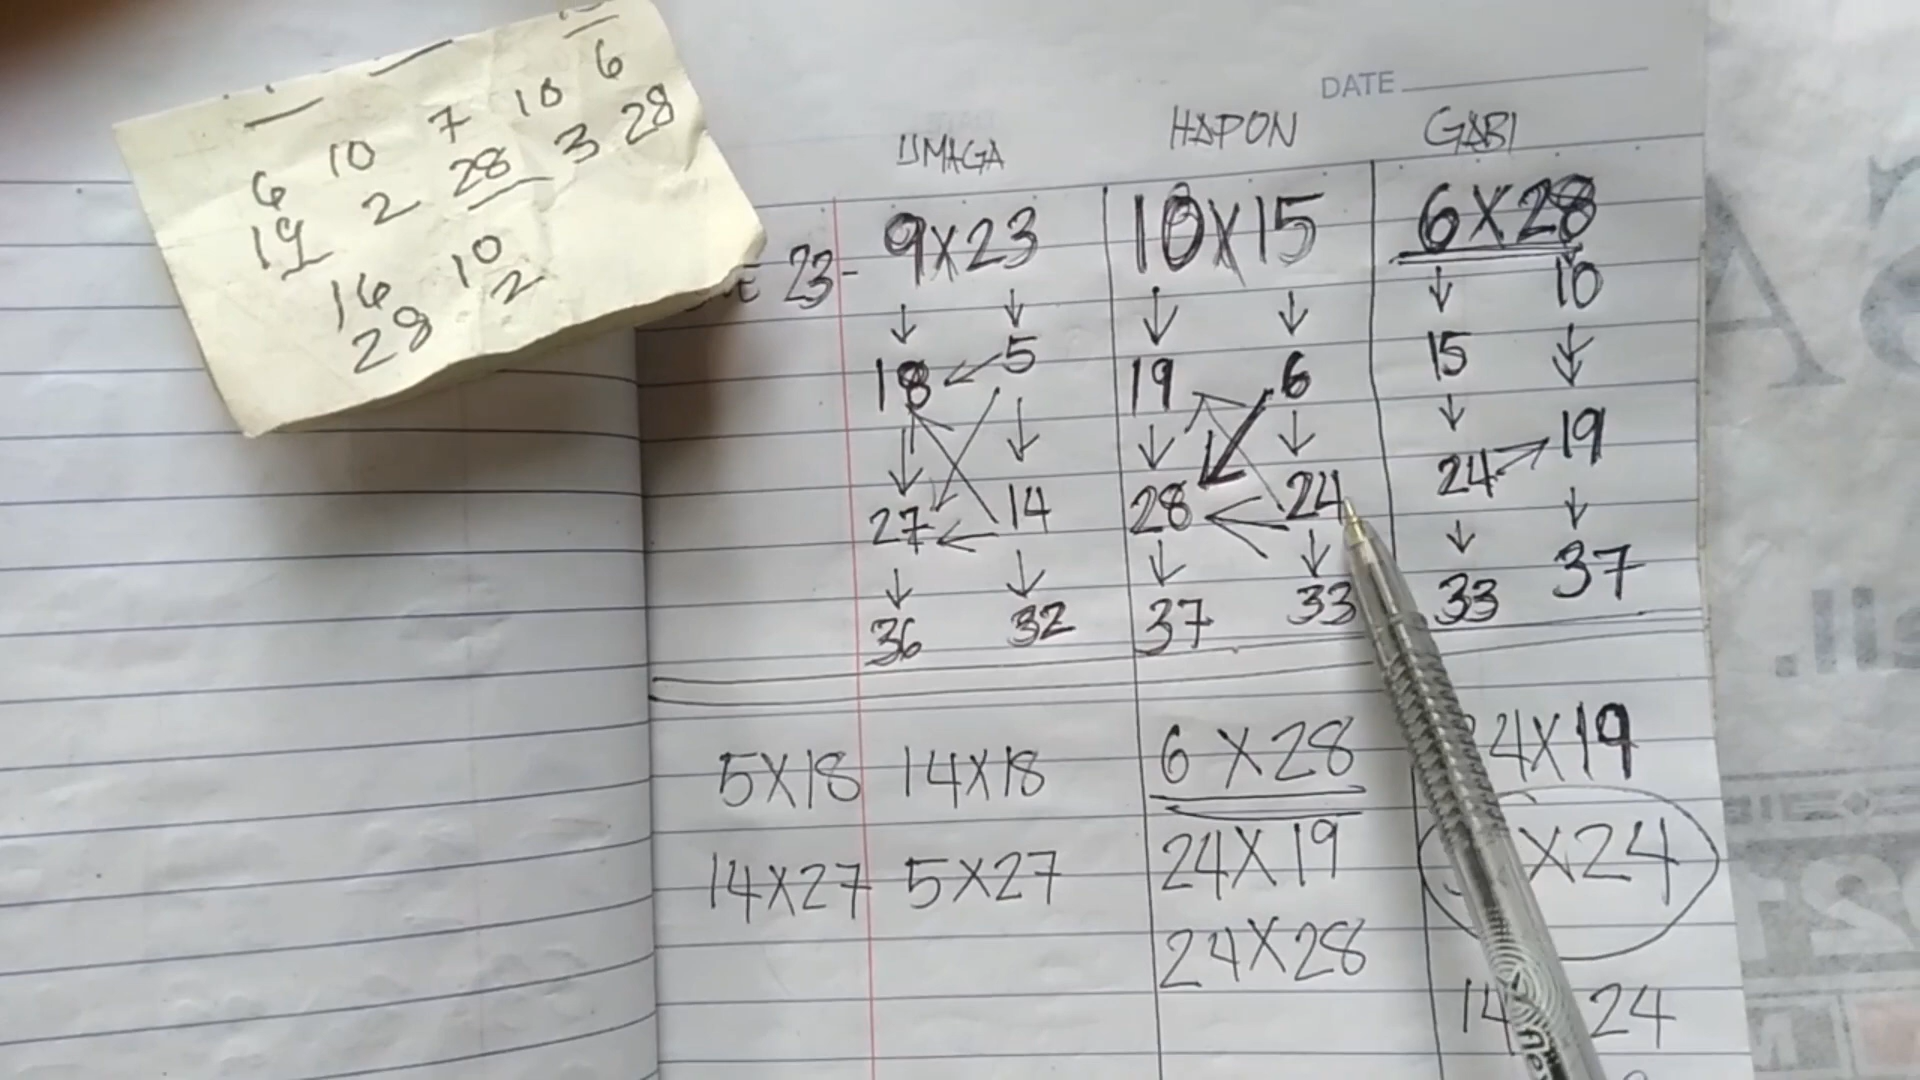 6 10 7 10 6
19 2 28 3 28
16 10
28 2
DATE
UMAGA HAPON GABI
23- 9X23 10X15 6X28
10
18 5 19 6 15
27 14 28 24 24 19
36 32 37 33 33 37
5X18 14X18 6X28 4X19
14X27 5X27 24X19 X24
24X28 14 24